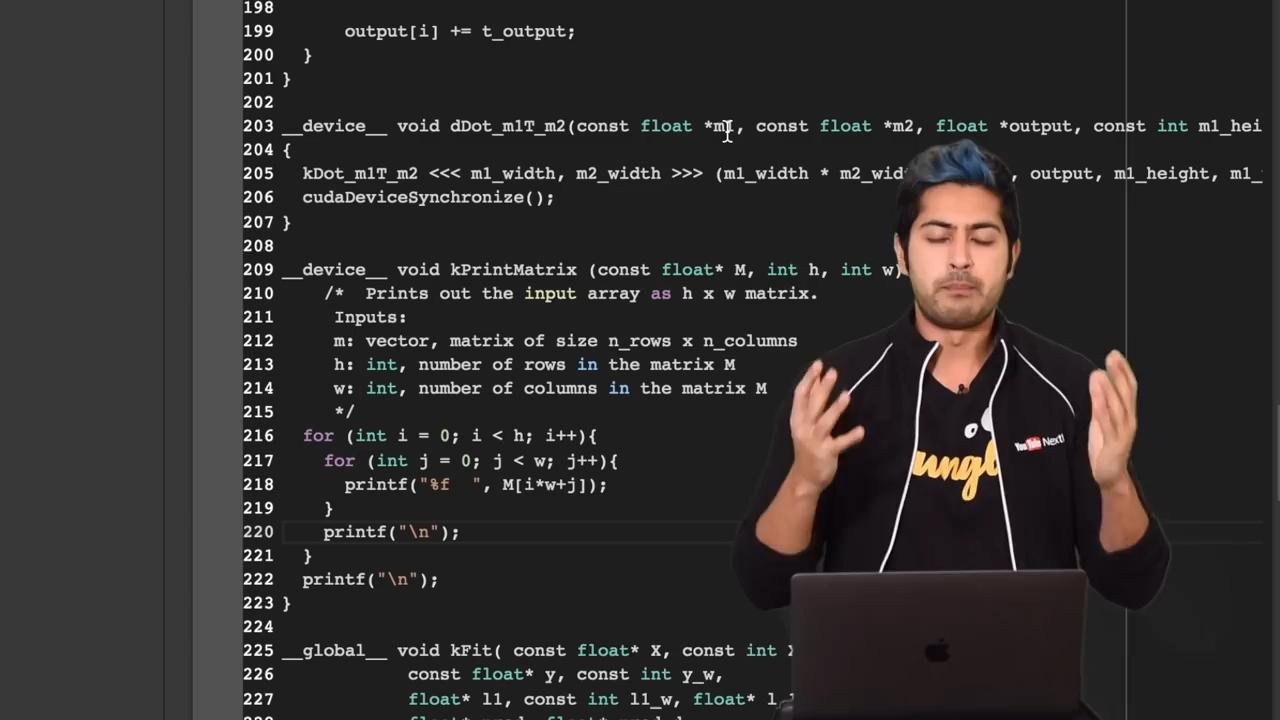 198
199 output[i] += t_output;
200 }
201 }
202
203 __device__ void dDot_m1T_m2(const float *m1, const float *m2, float *output, const int m1_hei
204 {
205 kDot_m1T_m2 <<< m1_width, m2_width >>> (m1_width * m2_wid , output, m1_height, m1_
206 cudaDeviceSynchronize();
207 }
208
209 __device__ void kPrintMatrix (const float* M, int h, int w)
210 /* Prints out the input array as h x w matrix.
211 Inputs:
212 m: vector, matrix of size n_rows x n_columns
213 h: int, number of rows in the matrix M
214 w: int, number of columns in the matrix M
215 */
216 for (int i = 0; i < h; i++){
217 for (int j = 0; j < w; j++){
218 printf("%f ", M[i*w+j]);
219 }
220 printf("\n");
221 }
222 printf("\n");
223 }
224
225 __global__ void kFit( const float* X, const int
226 const float* y, const int y_w,
227 float* l1, const int l1_w, float*
YouTube Next